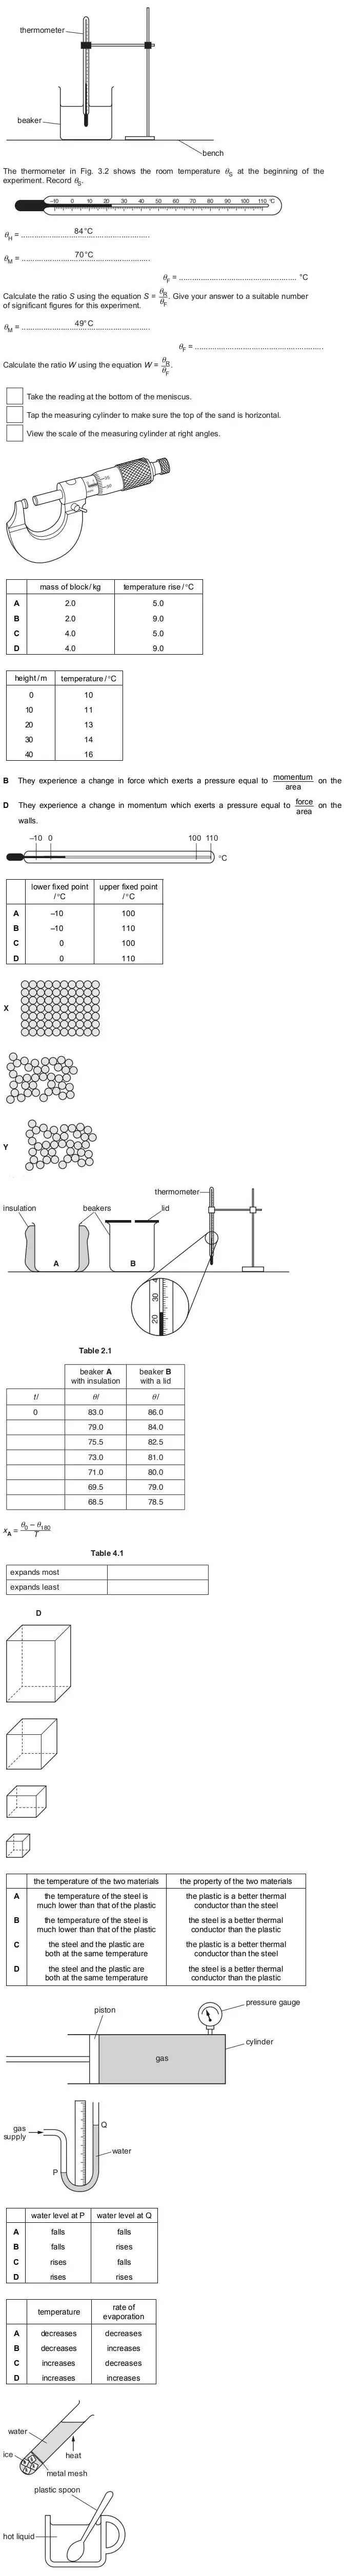 thermometer
beaker
bench
The thermometer in Fig. 3.2 shows the room temperature θS at the beginning of the
experiment. Record θS.
–10 0 10 20 30 40 50 60 70 80 90 100 110 °C
θH = ........ 84°C ........
θM = ........ 70°C ........
θF = ........ °C
Calculate the ratio S using the equation S = θR/θF. Give your answer to a suitable number
of significant figures for this experiment.
θM = ........ 49°C ........
θF = ........
Calculate the ratio W using the equation W = θR/θF.
Take the reading at the bottom of the meniscus.
Tap the measuring cylinder to make sure the top of the sand is horizontal.
View the scale of the measuring cylinder at right angles.
mass of block / kg temperature rise / °C
A 2.0 5.0
B 2.0 9.0
C 4.0 5.0
D 4.0 9.0
height / m temperature / °C
0 10
10 11
20 13
30 14
40 16
B They experience a change in force which exerts a pressure equal to momentum/area on the
D They experience a change in momentum which exerts a pressure equal to force/area on the
walls.
–10 0 100 110
°C
lower fixed point upper fixed point
/ °C / °C
A –10 100
B –10 110
C 0 100
D 0 110
X
Y
thermometer
insulation beakers lid
A B
20 30
Table 2.1
beaker A beaker B
with insulation with a lid
t / θ / θ /
0 83.0 86.0
79.0 84.0
75.5 82.5
73.0 81.0
71.0 80.0
69.5 79.0
68.5 78.5
xA = θ0 – θ180/T
Table 4.1
expands most
expands least
D
the temperature of the two materials the property of the two materials
A the temperature of the steel is the plastic is a better thermal
much lower than that of the plastic conductor than the steel
B the temperature of the steel is the steel is a better thermal
much lower than that of the plastic conductor than the plastic
C the steel and the plastic are the plastic is a better thermal
both at the same temperature conductor than the steel
D the steel and the plastic are the steel is a better thermal
both at the same temperature conductor than the plastic
pressure gauge
piston
cylinder
gas
gas
supply
Q
water
P
water level at P water level at Q
A falls falls
B falls rises
C rises falls
D rises rises
temperature rate of
evaporation
A decreases decreases
B decreases increases
C increases decreases
D increases increases
water
ice
heat
metal mesh
plastic spoon
hot liquid